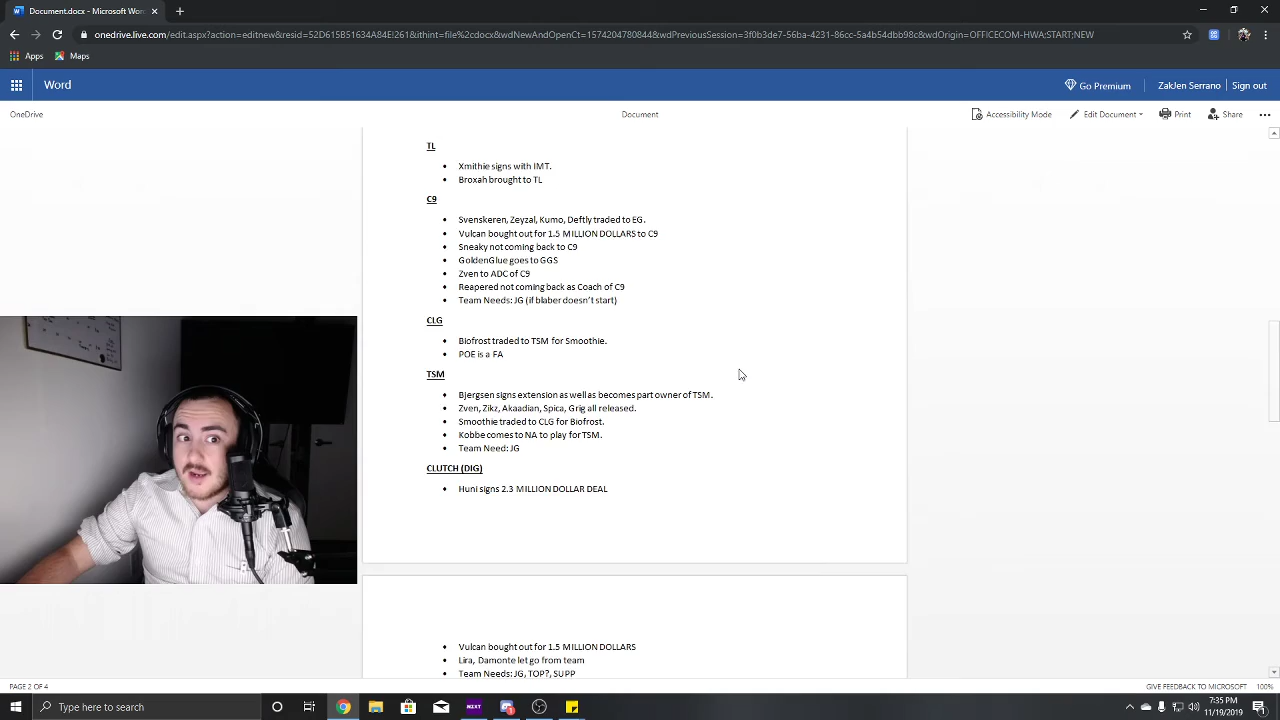 Document.docx - Microsoft Wor
onedrive.live.com/edit.aspx?action=editnew&resid=52D615B51634A84E!261&ithint=file%2cdocx&wdNewAndOpenCt=1574204780844&wdPreviousSession=3f0b3de7-56ba-4231-86cc-5a4b54dbb98c&wdOrigin=OFFICECOM-HWA;START;NEW
Apps Maps
Word Go Premium ZakJen Serrano Sign out
OneDrive Document Accessibility Mode Edit Document Print Share
TL
Xmithie signs with IMT.
Broxah brought to TL
C9
Svenskeren, Zeyzal, Kumo, Deftly traded to EG.
Vulcan bought out for 1.5 MILLION DOLLARS to C9
Sneaky not coming back to C9
GoldenGlue goes to GGS
Zven to ADC of C9
Reapered not coming back as Coach of C9
Team Needs: JG (if blaber doesn't start)
CLG
Biofrost traded to TSM for Smoothie.
POE is a FA
TSM
Bjergsen signs extension as well as becomes part owner of TSM.
Zven, Zikz, Akaadian, Spica, Grig all released.
Smoothie traded to CLG for Biofrost.
Kobbe comes to NA to play for TSM.
Team Need: JG
CLUTCH (DIG)
Huni signs 2.3 MILLION DOLLAR DEAL
Vulcan bought out for 1.5 MILLION DOLLARS
Lira, Damonte let go from team
Team Needs: JG, TOP?, SUPP
PAGE 2 OF 4 GIVE FEEDBACK TO MICROSOFT 100%
Type here to search
7:35 PM
11/19/2019